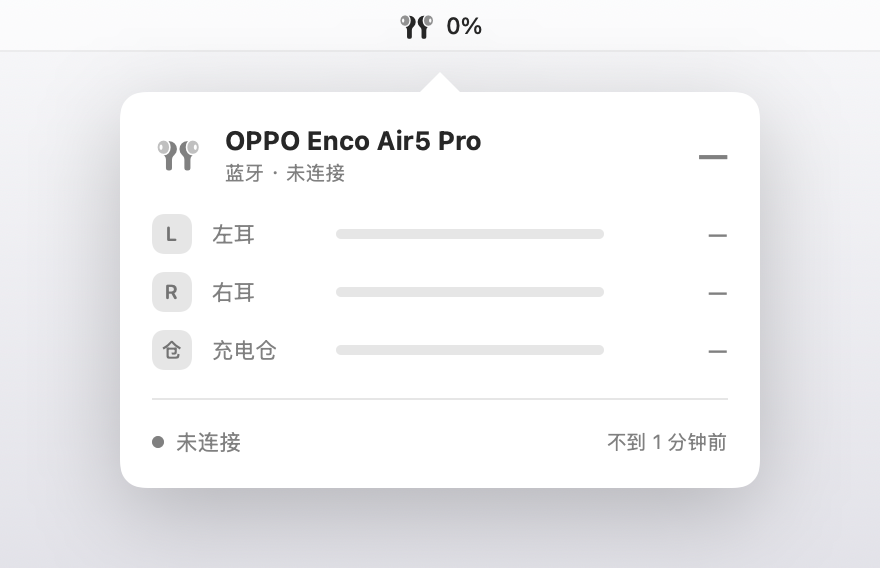 0%
OPPO Enco Air5 Pro
蓝牙 · 未连接
—
L 左耳 —
R 右耳 —
仓 充电仓 —
未连接 不到 1 分钟前